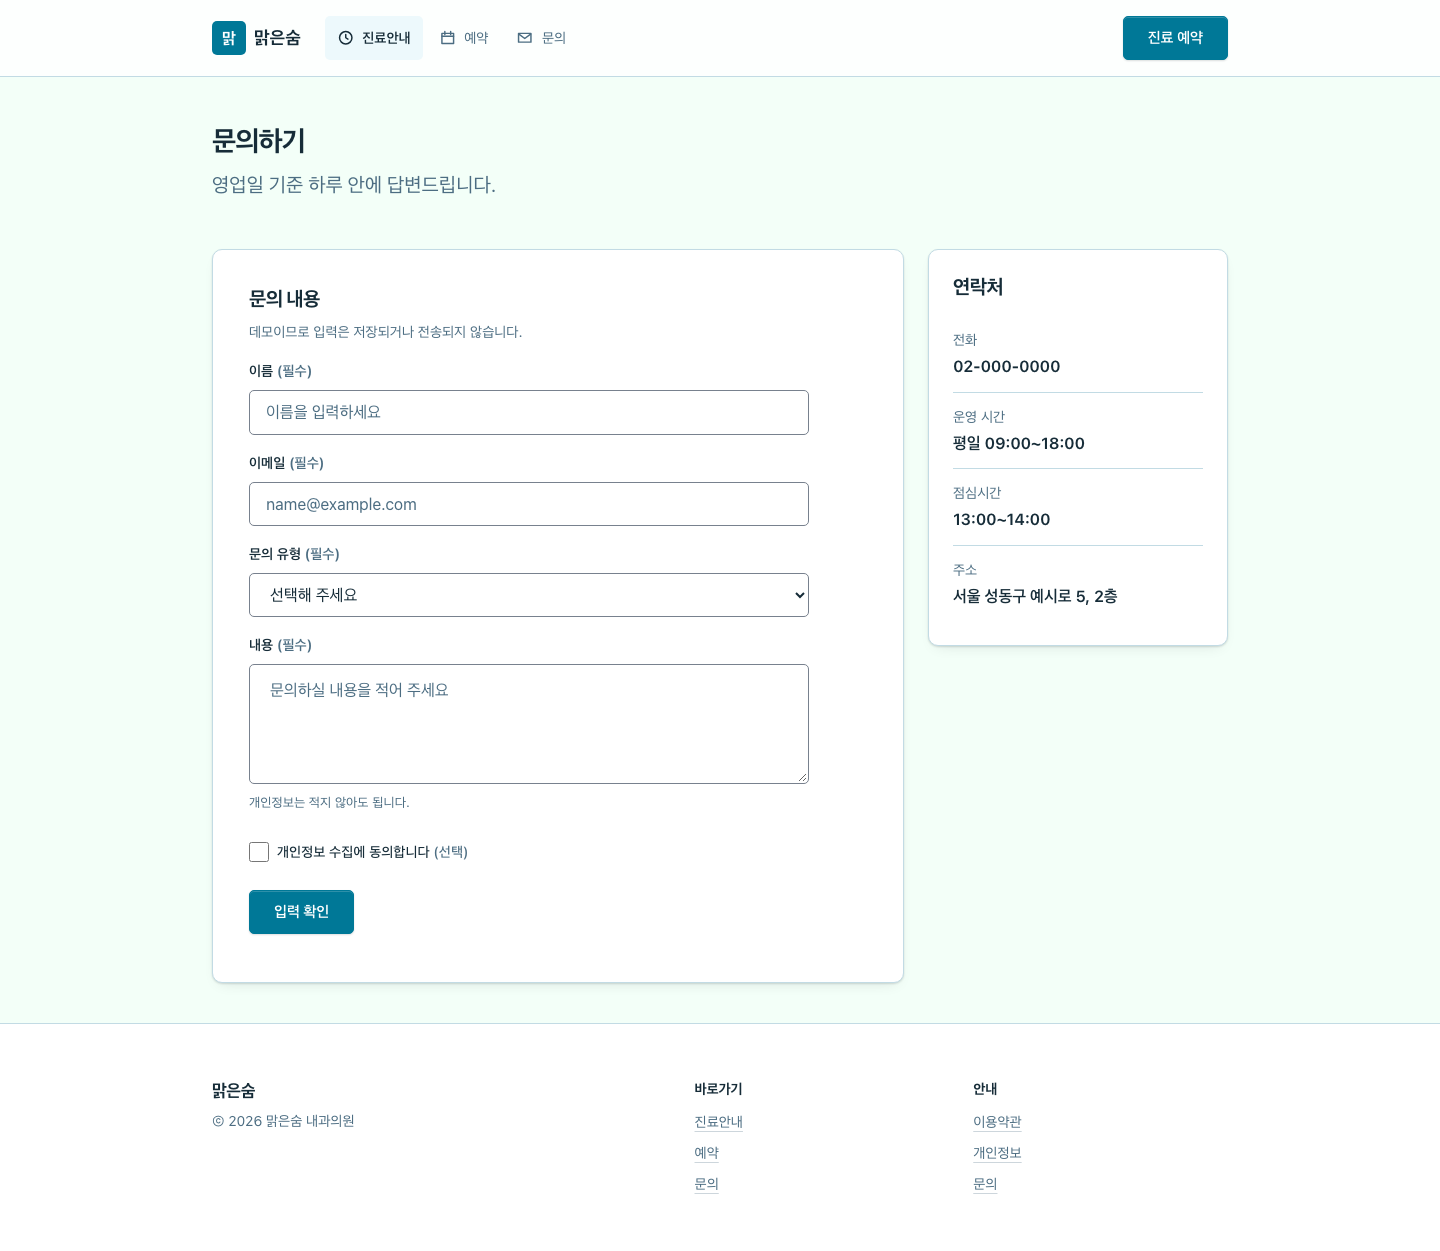 맑 맑은숨 진료안내 예약 문의 진료 예약
문의하기
영업일 기준 하루 안에 답변드립니다.
문의 내용
데모이므로 입력은 저장되거나 전송되지 않습니다.
이름 (필수)
이름을 입력하세요
이메일 (필수)
name@example.com
문의 유형 (필수)
선택해 주세요
내용 (필수)
문의하실 내용을 적어 주세요
개인정보는 적지 않아도 됩니다.
개인정보 수집에 동의합니다 (선택)
입력 확인
연락처
전화
02-000-0000
운영 시간
평일 09:00~18:00
점심시간
13:00~14:00
주소
서울 성동구 예시로 5, 2층
맑은숨
© 2026 맑은숨 내과의원
바로가기
진료안내
예약
문의
안내
이용약관
개인정보
문의